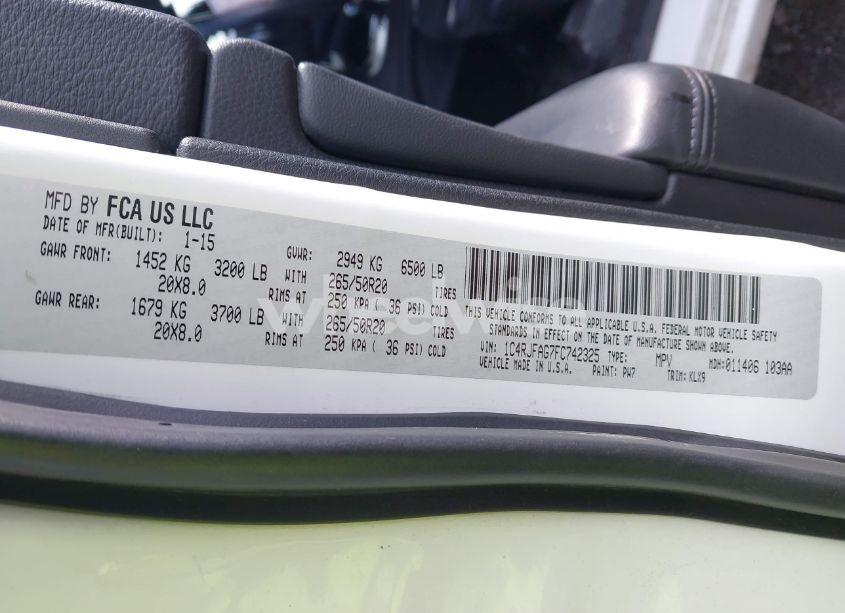 MFD BY FCA US LLC
DATE OF MFR(BUILT): 1-15 GVWR: 2949 KG 6500 LB
GAWR FRONT: 1452 KG 3200 LB WITH 265/50R20 TIRES
20X8.0 RIMS AT 250 KPA ( 36 PSI) COLD
GAWR REAR: 1679 KG 3700 LB WITH 265/50R20 TIRES
20X8.0 RIMS AT 250 KPA ( 36 PSI) COLD
THIS VEHICLE CONFORMS TO ALL APPLICABLE U.S.A. FEDERAL MOTOR VEHICLE SAFETY
STANDARDS IN EFFECT ON THE DATE OF MANUFACTURE SHOWN ABOVE.
VIN: 1C4RJFAG7FC742325 TYPE: MPV MDH:011406 103AA
VEHICLE MADE IN U.S.A. PAINT: PW7 TRIM: KLX9